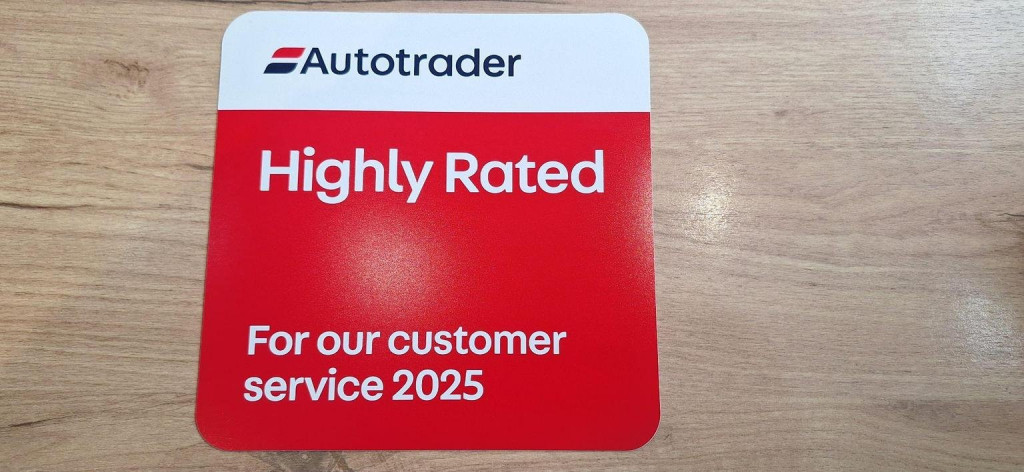 Autotrader
Highly Rated
For our customer
service 2025